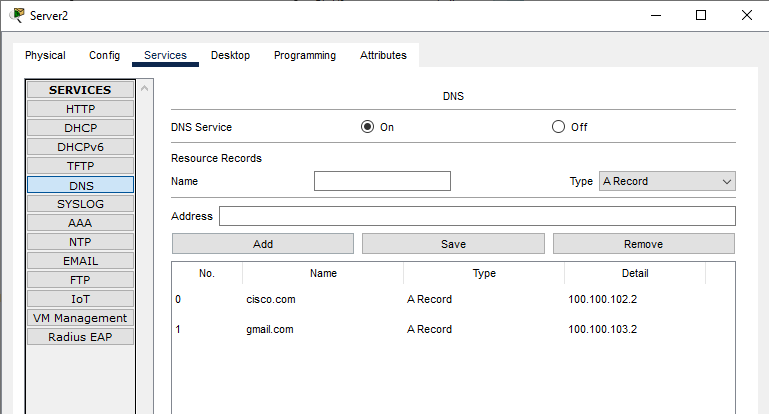 Server2
Physical Config Services Desktop Programming Attributes
SERVICES
HTTP
DHCP
DHCPv6
TFTP
DNS
SYSLOG
AAA
NTP
EMAIL
FTP
IoT
VM Management
Radius EAP
DNS
DNS Service On Off
Resource Records
Name Type A Record
Address
Add Save Remove
No. Name Type Detail
0 cisco.com A Record 100.100.102.2
1 gmail.com A Record 100.100.103.2